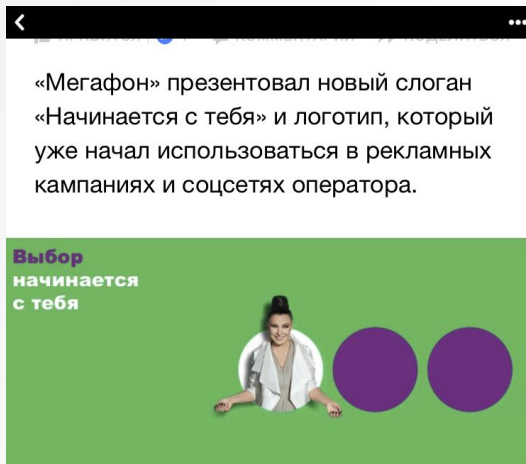 «Мегафон» презентовал новый слоган
«Начинается с тебя» и логотип, который
уже начал использоваться в рекламных
кампаниях и соцсетях оператора.
Выбор
начинается
с тебя